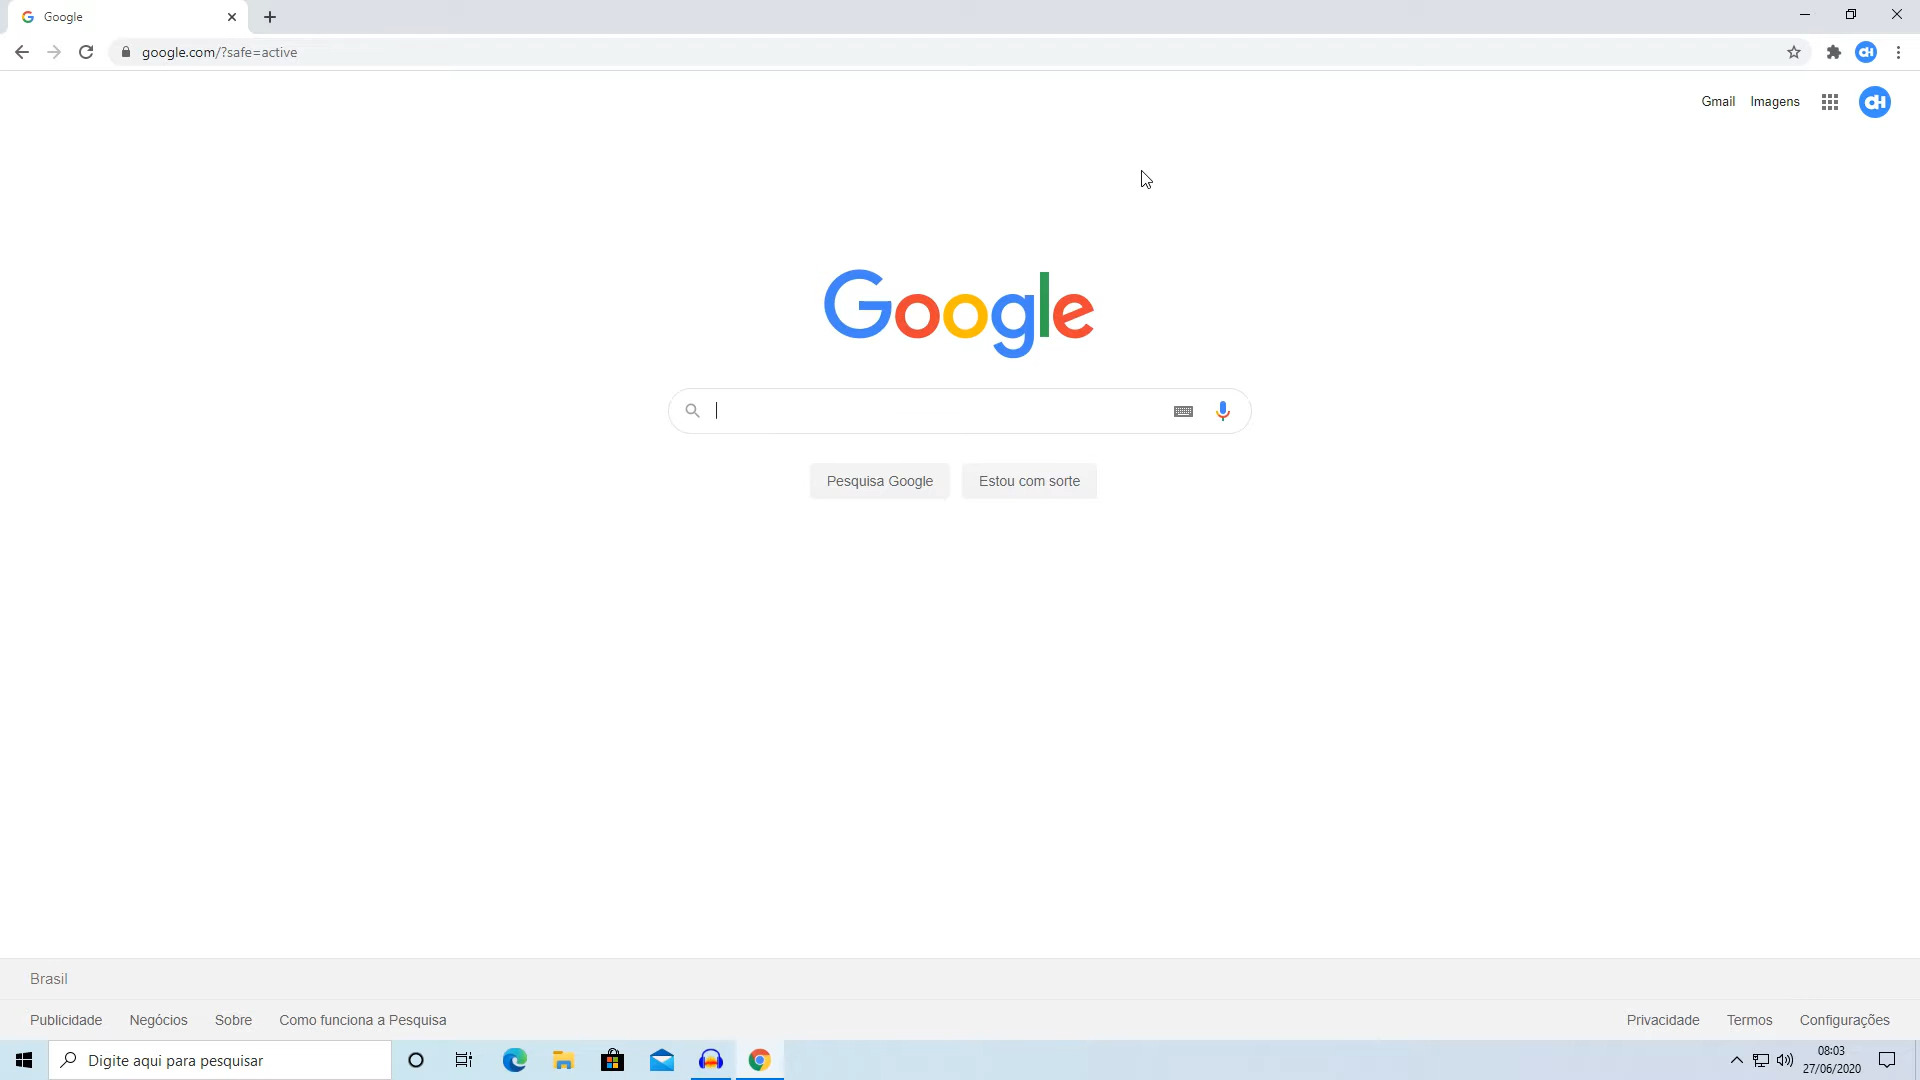 Google
google.com/?safe=active
Gmail Imagens
Google
Pesquisa Google Estou com sorte
Brasil
Publicidade Negócios Sobre Como funciona a Pesquisa Privacidade Termos Configurações
Digite aqui para pesquisar
08:03
27/06/2020